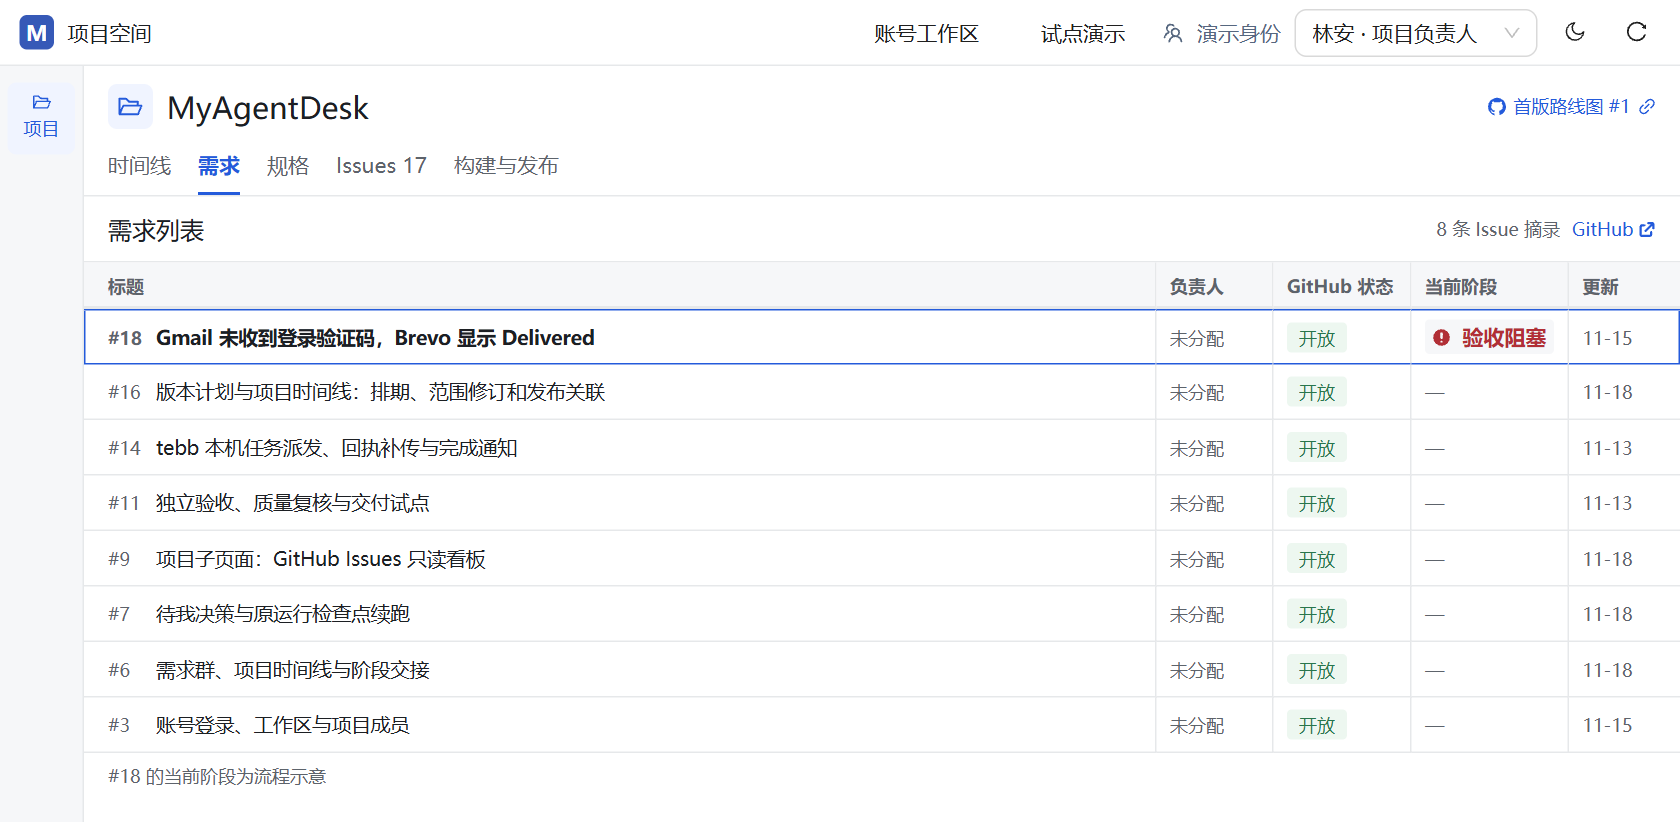 M 项目空间 账号工作区 试点演示 演示身份 林安 · 项目负责人
项目
MyAgentDesk 首版路线图 #1
时间线 需求 规格 Issues 17 构建与发布
需求列表 8 条 Issue 摘录 GitHub
标题 负责人 GitHub 状态 当前阶段 更新
#18 Gmail 未收到登录验证码，Brevo 显示 Delivered 未分配 开放 验收阻塞 11-15
#16 版本计划与项目时间线：排期、范围修订和发布关联 未分配 开放 — 11-18
#14 tebb 本机任务派发、回执补传与完成通知 未分配 开放 — 11-13
#11 独立验收、质量复核与交付试点 未分配 开放 — 11-13
#9 项目子页面：GitHub Issues 只读看板 未分配 开放 — 11-18
#7 待我决策与原运行检查点续跑 未分配 开放 — 11-18
#6 需求群、项目时间线与阶段交接 未分配 开放 — 11-18
#3 账号登录、工作区与项目成员 未分配 开放 — 11-15
#18 的当前阶段为流程示意